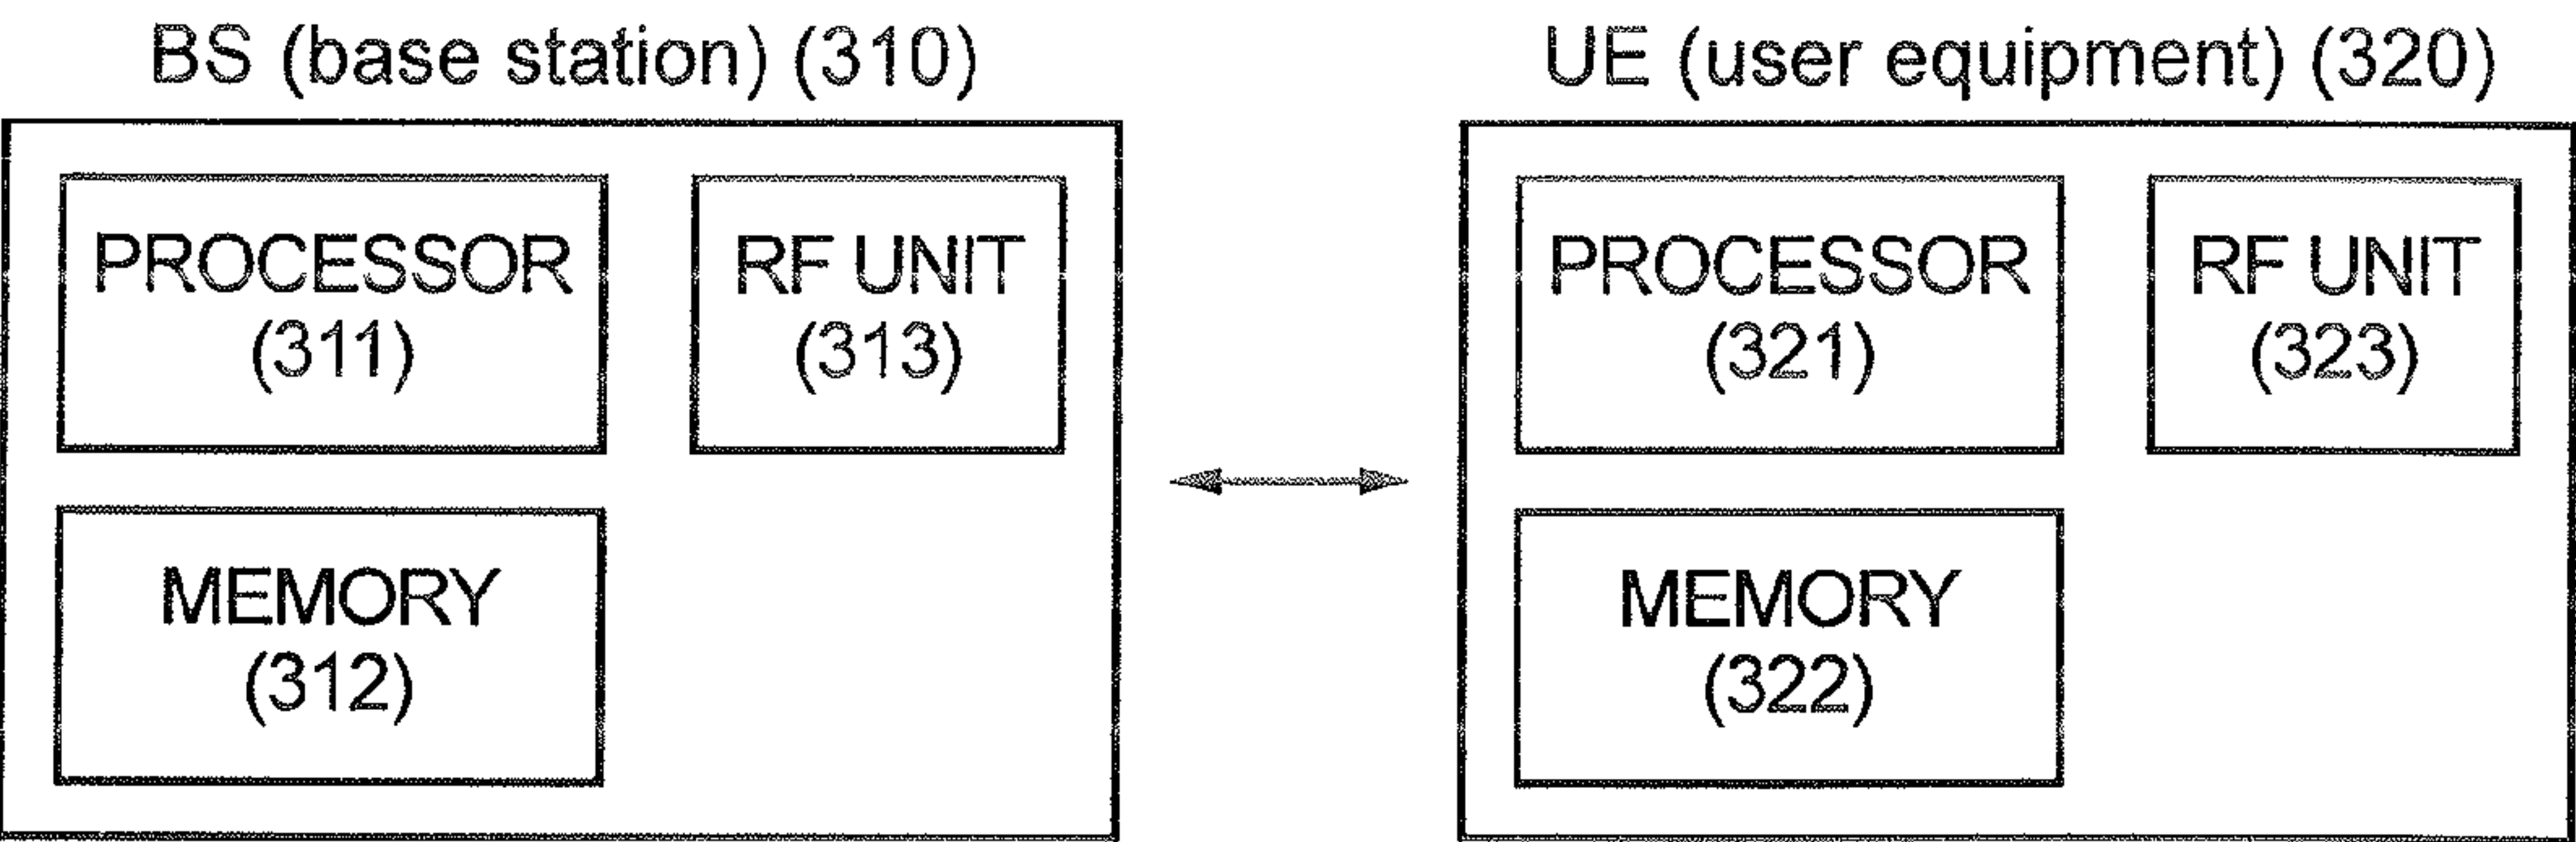 BS (base station) (310)
PROCESSOR
(311)
RF UNIT
(313)
MEMORY
(312)
UE (user equipment) (320)
PROCESSOR
(321)
RF UNIT
(323)
MEMORY
(322)